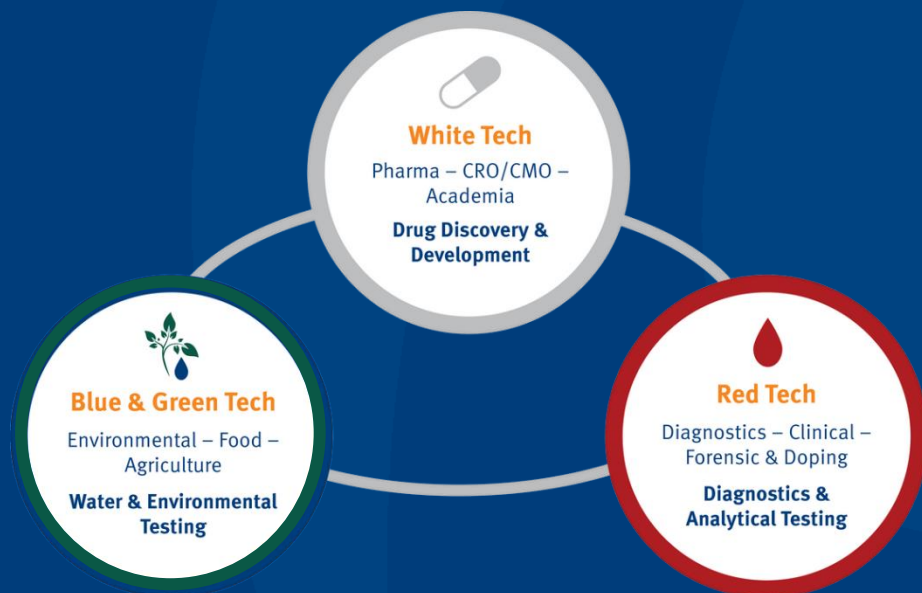 White Tech
Pharma – CRO/CMO –
Academia
Drug Discovery &
Development
Blue & Green Tech
Environmental – Food –
Agriculture
Water & Environmental
Testing
Red Tech
Diagnostics – Clinical –
Forensic & Doping
Diagnostics &
Analytical Testing